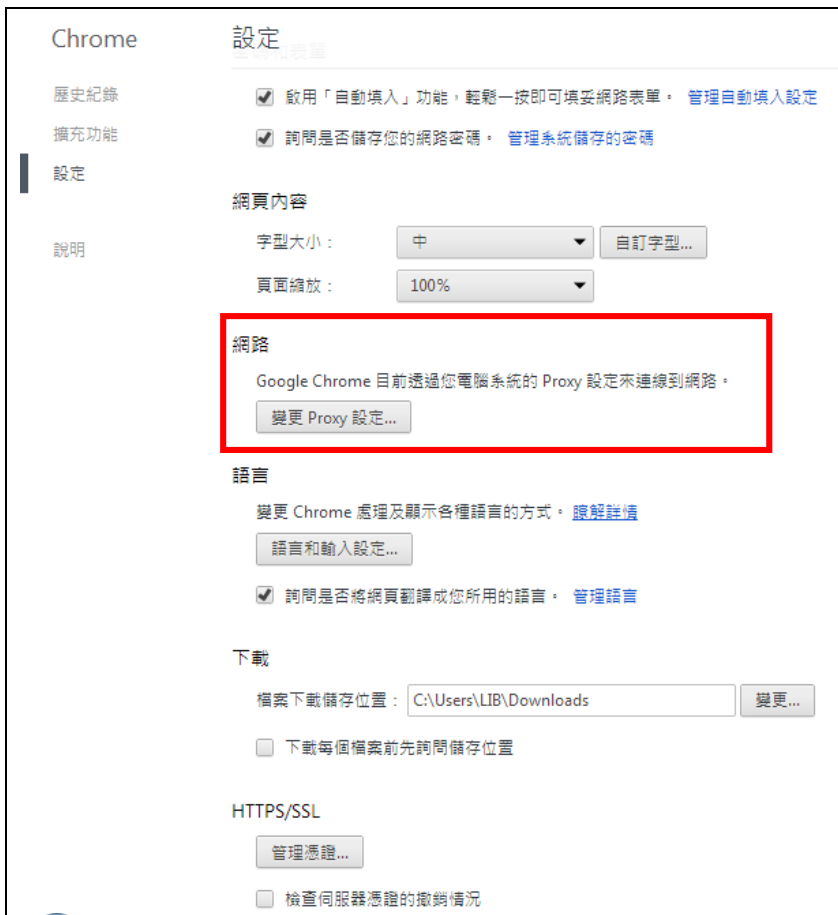 Chrome
設定
歷史紀錄
擴充功能
設定
說明
啟用「自動填入」功能，輕鬆一按即可填妥網路表單。 管理自動填入設定
詢問是否儲存您的網路密碼。 管理系統儲存的密碼
網頁內容
字型大小： 中 自訂字型...
頁面縮放： 100%
網路
Google Chrome 目前透過您電腦系統的 Proxy 設定來連線到網路。
變更 Proxy 設定...
語言
變更 Chrome 處理及顯示各種語言的方式。 瞭解詳情
語言和輸入設定...
詢問是否將網頁翻譯成您所用的語言。 管理語言
下載
檔案下載儲存位置： C:\Users\LIB\Downloads 變更...
下載每個檔案前先詢問儲存位置
HTTPS/SSL
管理憑證...
檢查伺服器憑證的撤銷情況